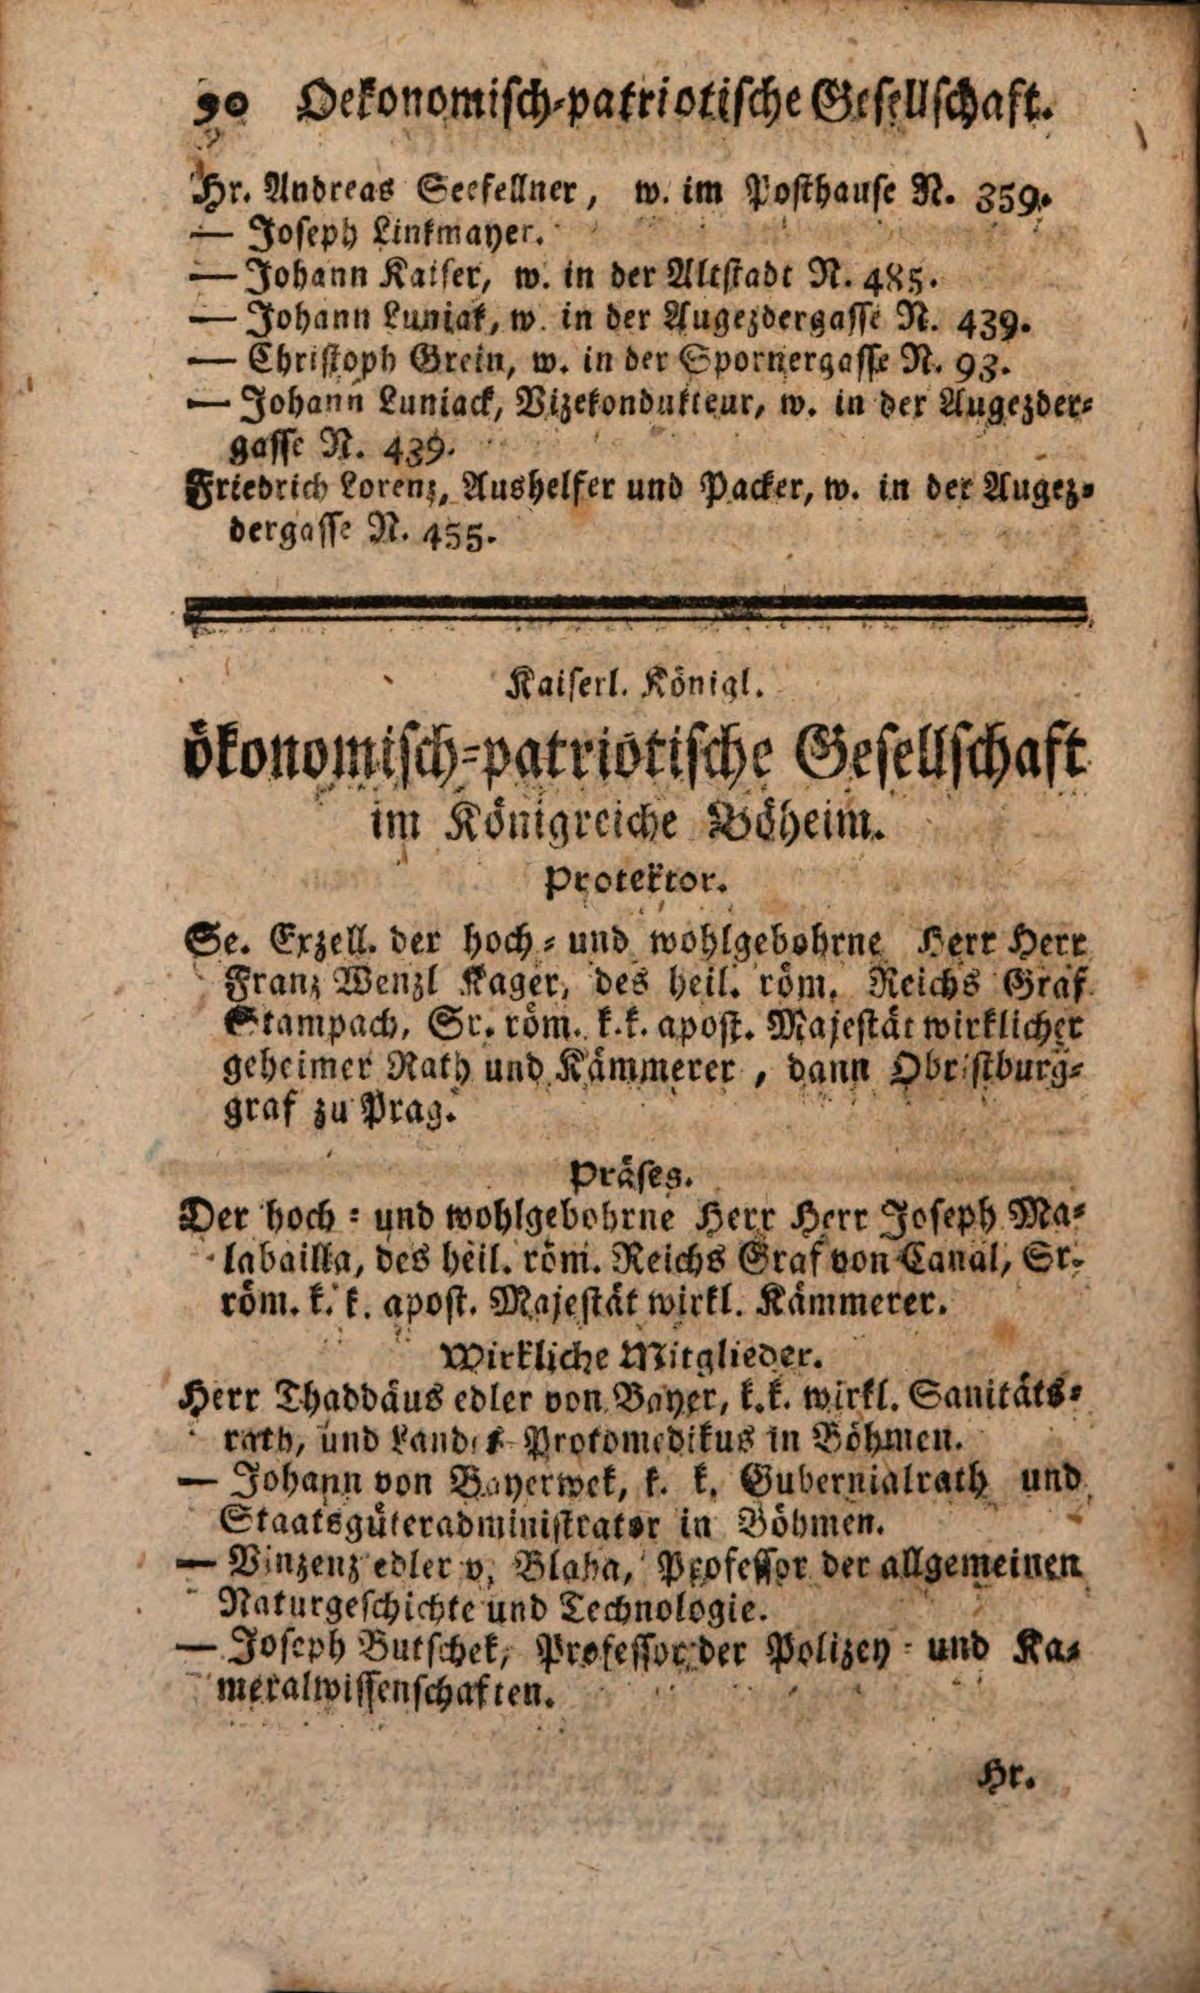 90 Oekonomisch-patriotische Gesellschaft.
Hr. Andreas Seefellner, w. im Posthause N. 359.
— Joseph Linkmayer.
— Johann Kaiser, w. in der Altstadt N. 485.
— Johann Luniak, w. in der Augezdergasse N. 439.
— Christoph Grein, w. in der Spornergasse N. 93.
— Johann Luniack, Vizekondukteur, w. in der Augezder-
gasse N. 439.
Friedrich Lorenz, Aushelfer und Packer, w. in der Augez-
dergasse N. 455.
Kaiserl. Königl.
ökonomisch-patriotische Gesellschaft
im Königreiche Böheim.
Protektor.
Se. Erzell. der hoch- und wohlgebohrne Herr Herr
Franz Wenzl Kager, des heil. röm. Reichs Graf
Stampach, Sr. röm. k.k. apost. Majestät wirklicher
geheimer Rath und Kämmerer, dann Obristburg-
graf zu Prag.
Präses.
Der hoch- und wohlgebohrne Herr Herr Joseph Ma-
labailla, des heil. röm. Reichs Graf von Canal, Sr.
röm. k. k. apost. Majestät wirkl. Kämmerer.
Wirkliche Mitglieder.
Herr Thaddäus edler von Bayer, k.k. wirkl. Sanitäts-
rath, und Landes-Protomedikus in Böhmen.
— Johann von Bayerwek, k. k. Gubernialrath und
Staatsgüteradministrator in Böhmen.
— Vinzenz edler v. Blaha, Professor der allgemeinen
Naturgeschichte und Technologie.
— Joseph Butschek, Professor der Polizey- und Ka-
meralwissenschaften.
Hr.